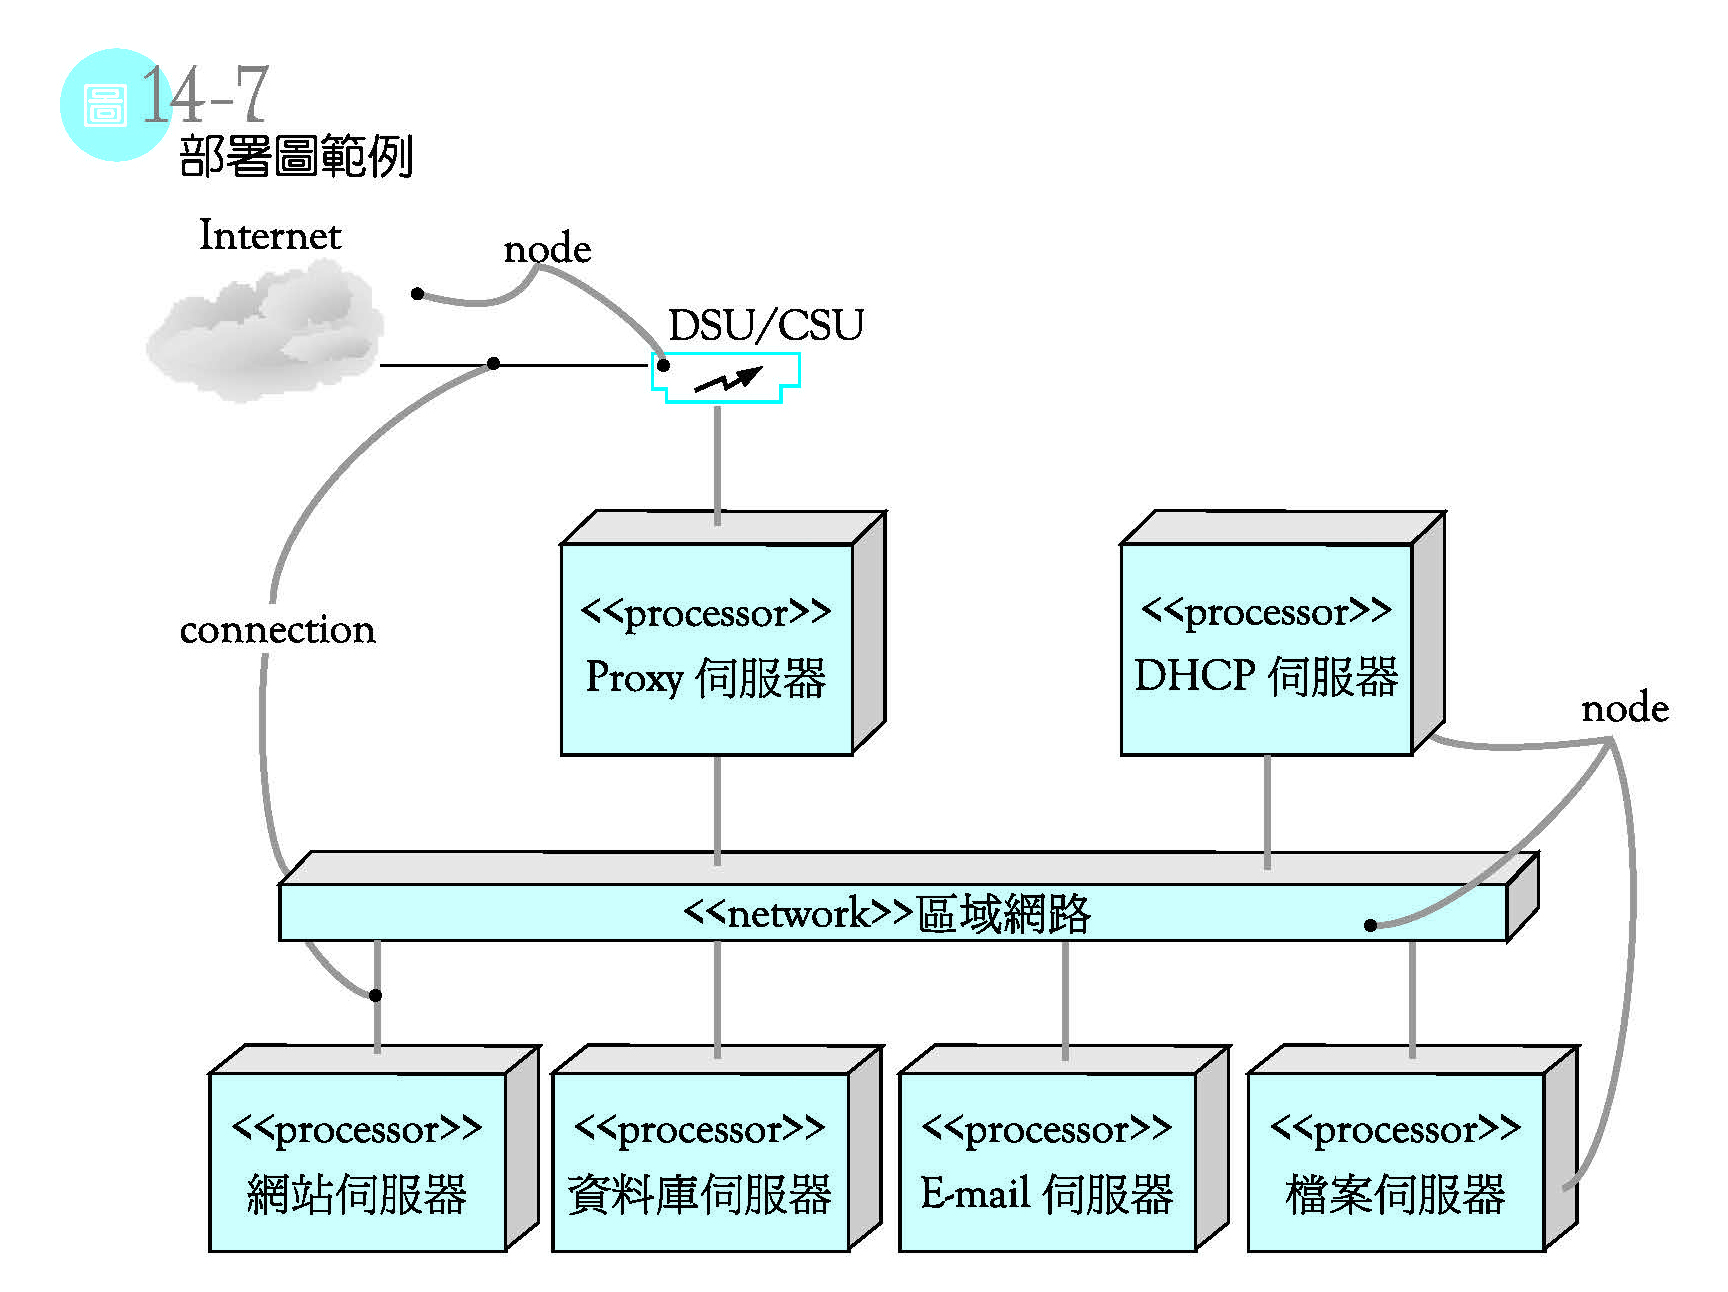 圖14-7
部署圖範例
Internet
node
DSU/CSU
<<processor>>
Proxy 伺服器
<<processor>>
DHCP 伺服器
connection
node
<<network>>區域網路
<<processor>>
網站伺服器
<<processor>>
資料庫伺服器
<<processor>>
E-mail 伺服器
<<processor>>
檔案伺服器